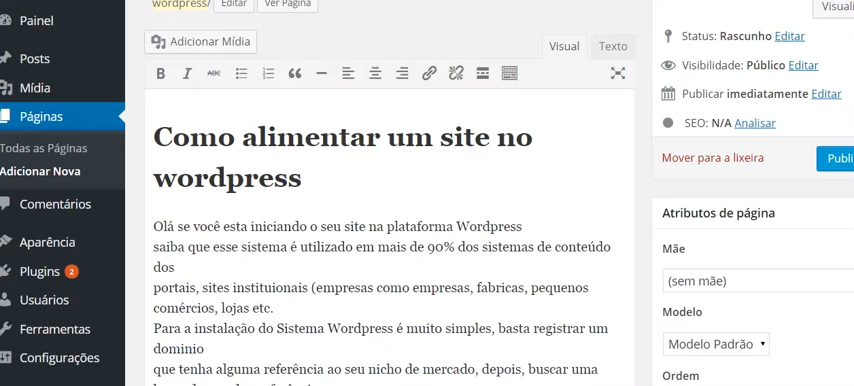 wordpress/ Editar Ver Página
Painel
Posts
Mídia
Páginas
Todas as Páginas
Adicionar Nova
Comentários
Aparência
Plugins 2
Usuários
Ferramentas
Configurações
Adicionar Mídia
Visual Texto
B I ABC
Como alimentar um site no
wordpress
Olá se você esta iniciando o seu site na plataforma Wordpress
saiba que esse sistema é utilizado em mais de 90% dos sistemas de conteúdo
dos
portais, sites instituionais (empresas como empresas, fabricas, pequenos
comércios, lojas etc.
Para a instalação do Sistema Wordpress é muito simples, basta registrar um
dominio
que tenha alguma referência ao seu nicho de mercado, depois, buscar uma
Visuali
Status: Rascunho Editar
Visibilidade: Público Editar
Publicar imediatamente Editar
SEO: N/A Analisar
Mover para a lixeira
Publi
Atributos de página
Mãe
(sem mãe)
Modelo
Modelo Padrão
Ordem